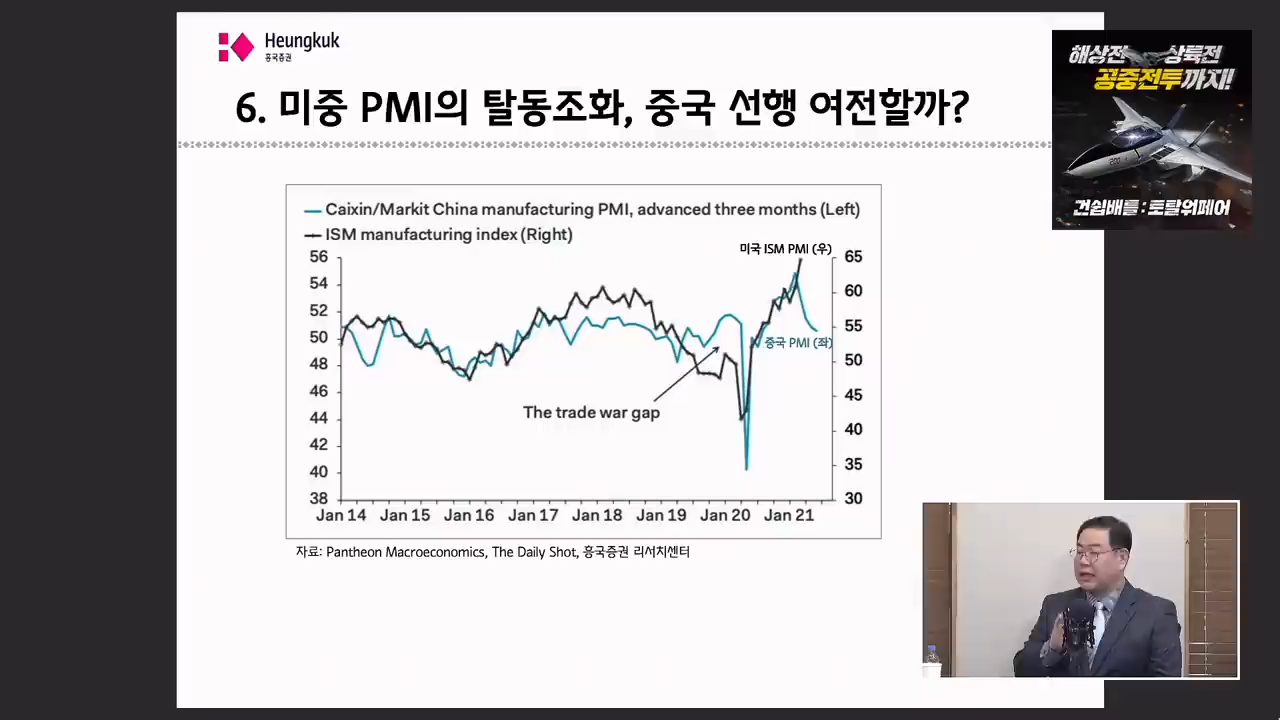 Heungkuk
흥국증권
6. 미중 PMI의 탈동조화, 중국 선행 여전할까?
Caixin/Markit China manufacturing PMI, advanced three months (Left)
ISM manufacturing index (Right)
미국 ISM PMI (우)
56
54
52
50
48
46
44
42
40
38
65
60
55
50
45
40
35
30
중국 PMI (좌)
The trade war gap
Jan 14 Jan 15 Jan 16 Jan 17 Jan 18 Jan 19 Jan 20 Jan 21
자료: Pantheon Macroeconomics, The Daily Shot, 흥국증권 리서치센터
해상전 상륙전
공중전투까지!
200
건쉽배틀:토탈워페어